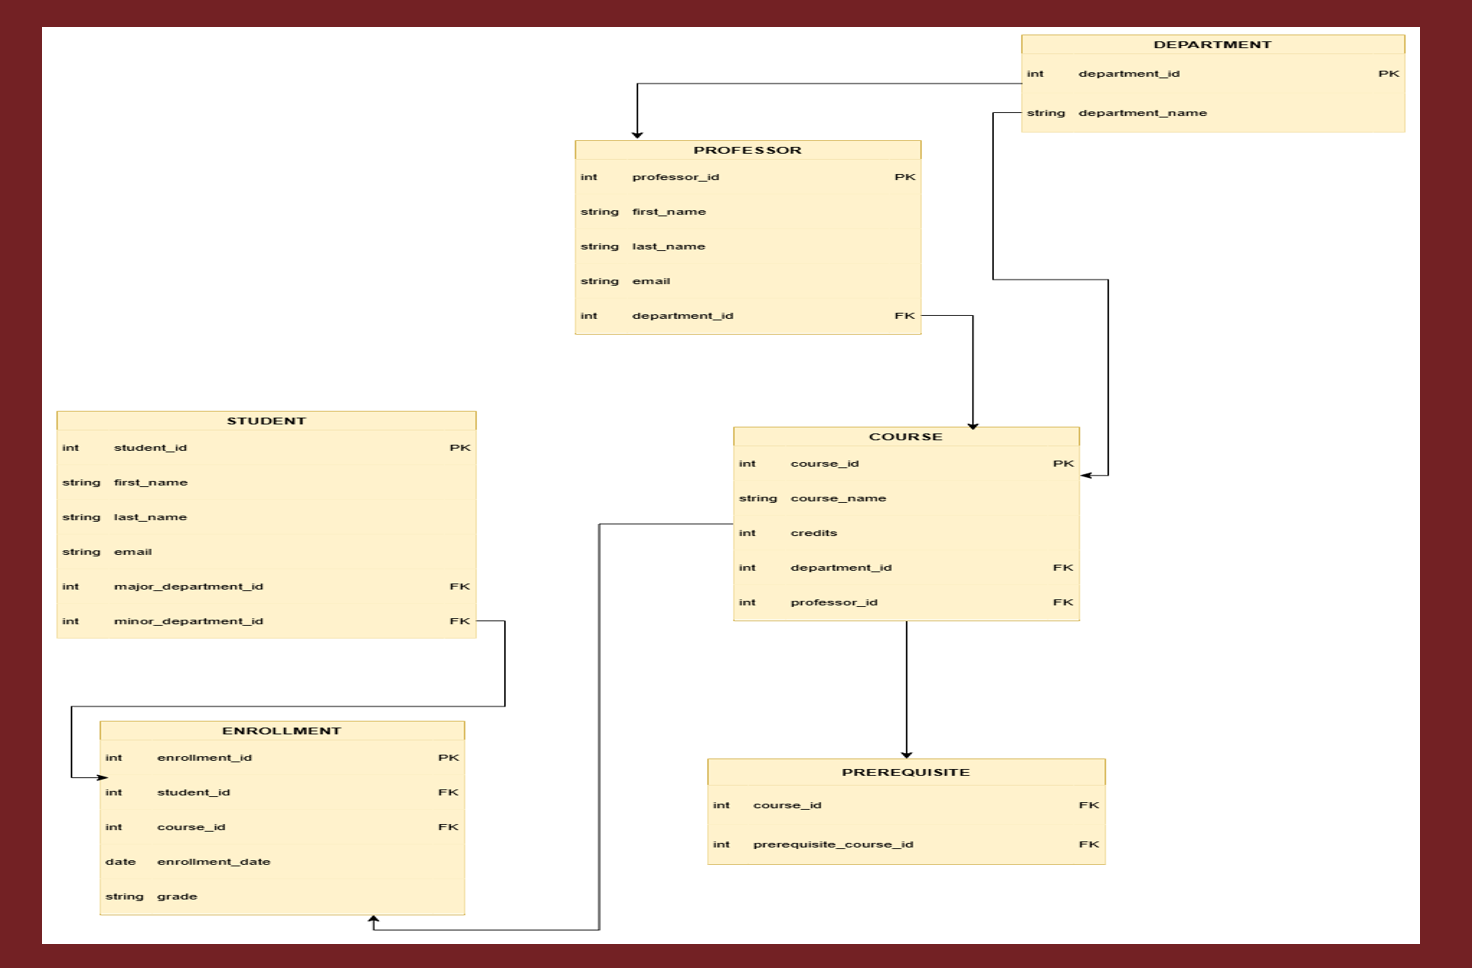 DEPARTMENT
int department_id PK
string department_name
PROFESSOR
int professor_id PK
string first_name
string last_name
string email
int department_id FK
STUDENT
int student_id PK
string first_name
string last_name
string email
int major_department_id FK
int minor_department_id FK
COURSE
int course_id PK
string course_name
int credits
int department_id FK
int professor_id FK
ENROLLMENT
int enrollment_id PK
int student_id FK
int course_id FK
date enrollment_date
string grade
PREREQUISITE
int course_id FK
int prerequisite_course_id FK